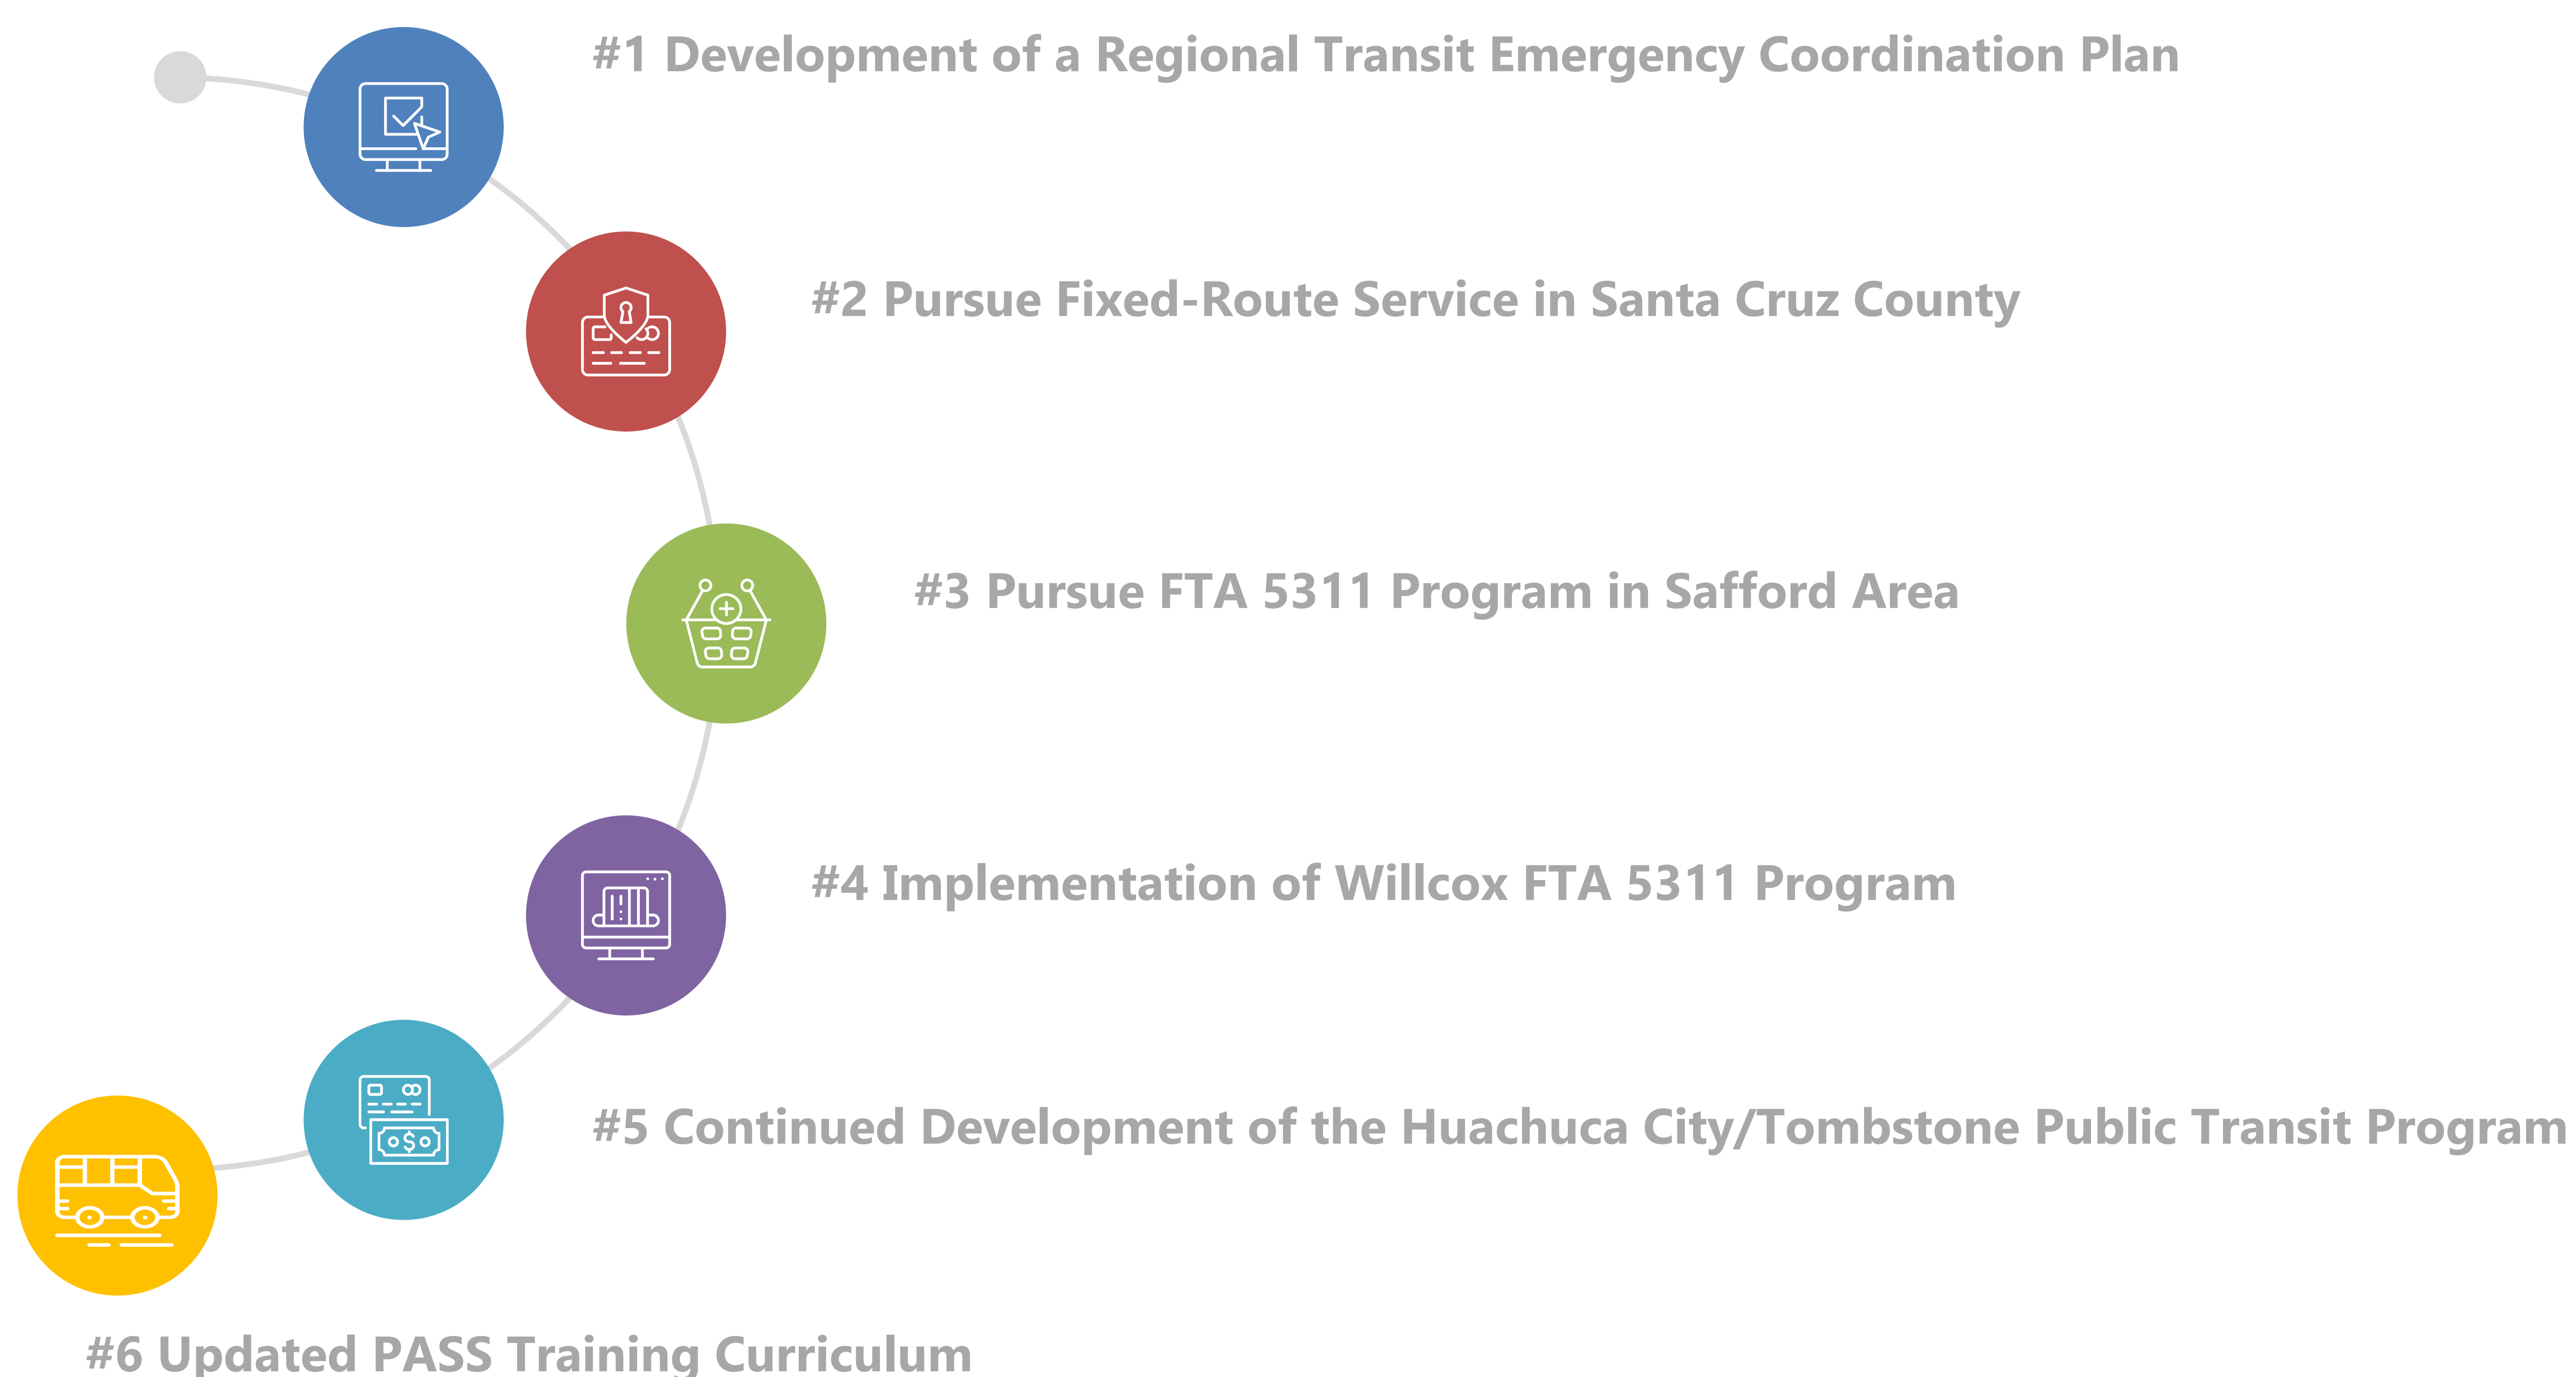 #1 Development of a Regional Transit Emergency Coordination Plan
#2 Pursue Fixed-Route Service in Santa Cruz County
#3 Pursue FTA 5311 Program in Safford Area
#4 Implementation of Willcox FTA 5311 Program
#5 Continued Development of the Huachuca City/Tombstone Public Transit Program
#6 Updated PASS Training Curriculum